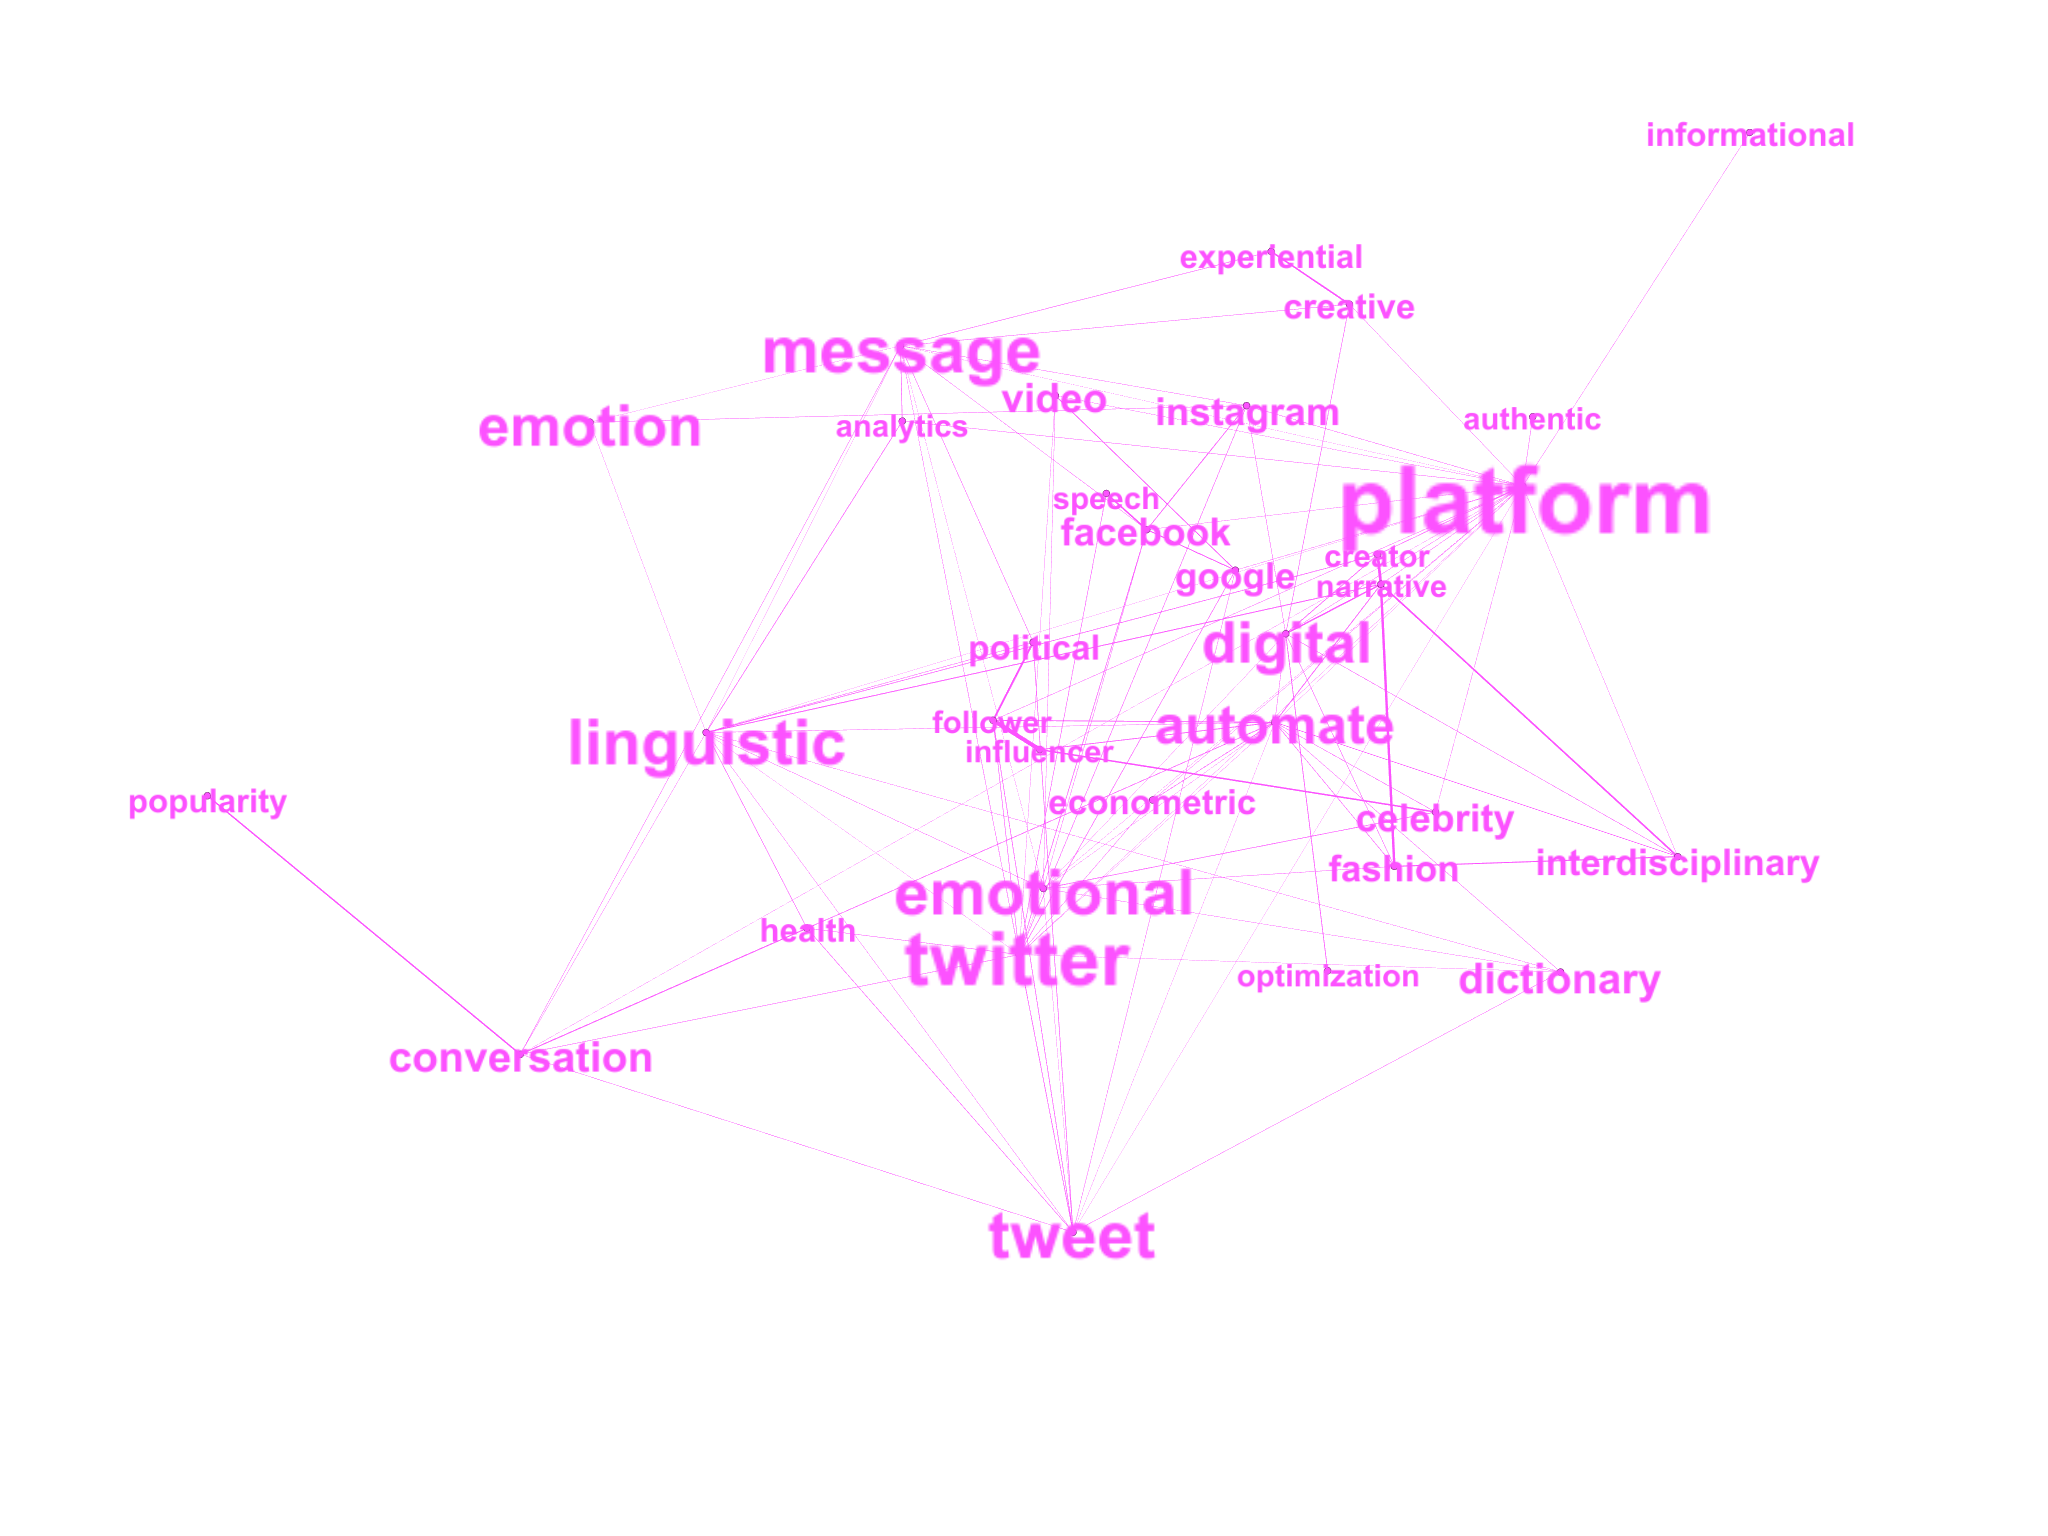 informational
experiential
creative
message
video
instagram
emotion
analytics
authentic
platform
speech
facebook
creator
google
narrative
political
digital
follower
automate
linguistic
influencer
popularity
econometric
celebrity
fashion
interdisciplinary
emotional
health
twitter
optimization
dictionary
conversation
tweet